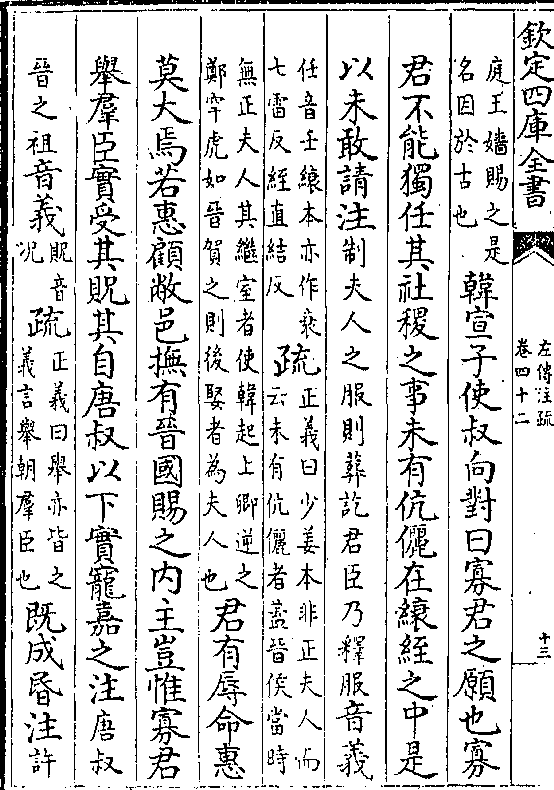 欽定四庫全書
左傳注疏
卷四十二
十三
庭王嬙賜之是
名因於古也
韓宣子使叔向對曰寡君之願也寡
君不能獨任其社稷之事未有伉儷在縗絰之中是
以未敢請注
制夫人之服則葬訖君臣乃釋服
音義
任音壬縗本亦作衰
七雷反絰直結反
疏
正義曰少姜本非正夫人而
云未有伉儷者葢晉侯當時
無正夫人其繼室者使韓起上卿逆之
鄭罕虎如晉賀之則後娶者為夫人也
君有辱命惠
莫大焉若惠顧敝邑撫有晉國賜之内主豈惟寡君
舉羣臣實受其貺其自唐叔以下實寵嘉之注
唐叔
晉之祖
音義
貺音
况
疏
正義曰舉亦皆之
義言舉朝羣臣也
既成昏注
許